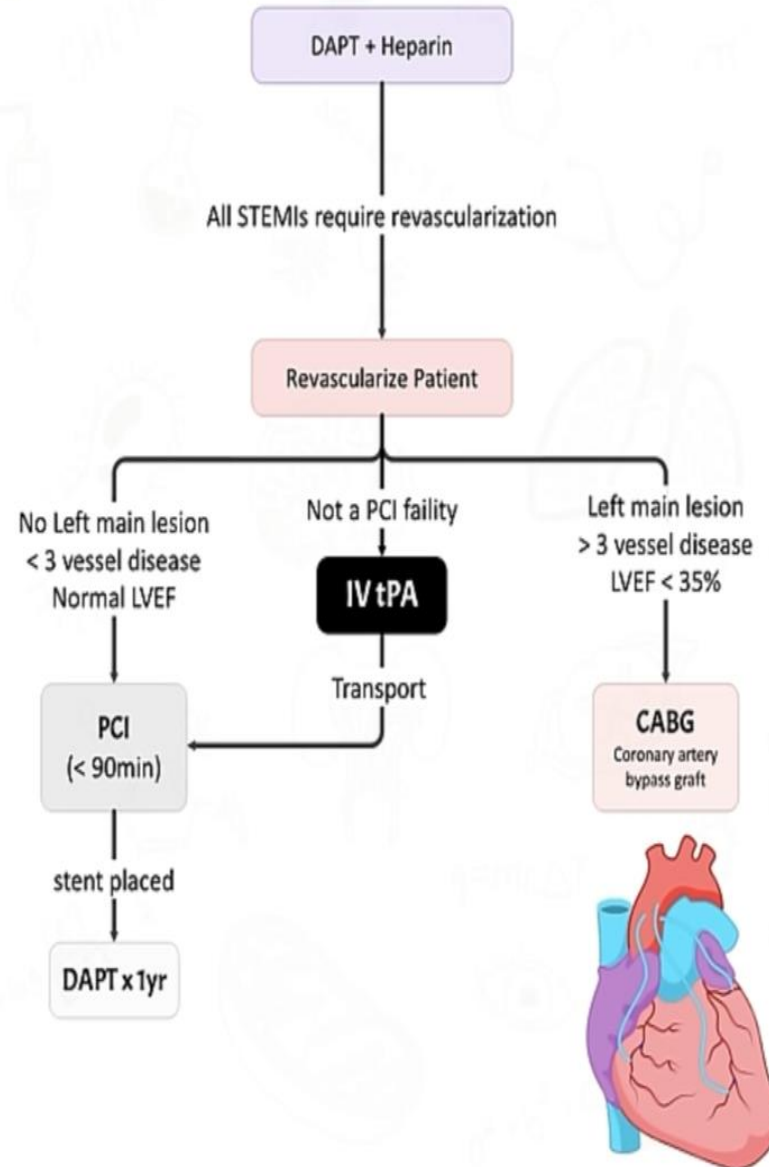 DAPT + Heparin
All STEMIs require revascularization
Revascularize Patient
No Left main lesion
< 3 vessel disease
Normal LVEF
Not a PCI faility
Left main lesion
> 3 vessel disease
LVEF < 35%
IV tPA
Transport
PCI
(< 90min)
CABG
Coronary artery
bypass graft
stent placed
DAPT x 1yr